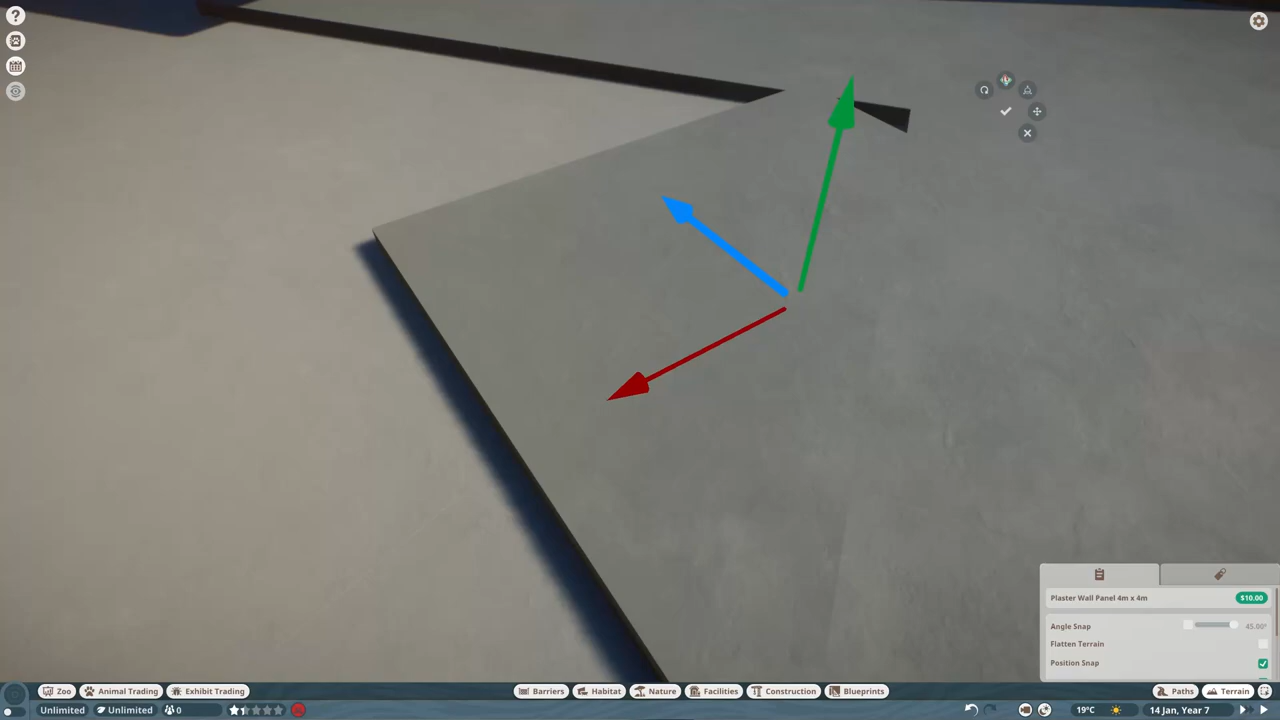 ?
Plaster Wall Panel 4m x 4m $10.00
Angle Snap 45.00°
Flatten Terrain
Position Snap
Zoo Animal Trading Exhibit Trading Barriers Habitat Nature Facilities Construction Blueprints Paths Terrain
Unlimited Unlimited 0 19°C 14 Jan, Year 7